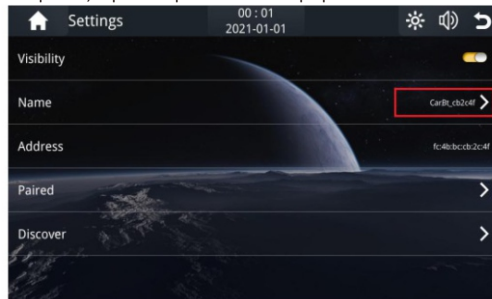 Settings
00 : 01
2021-01-01
Visibility
Name
CarBt_cb2c4f
Address
fc:4b:bc:cb:2c:4f
Paired
Discover